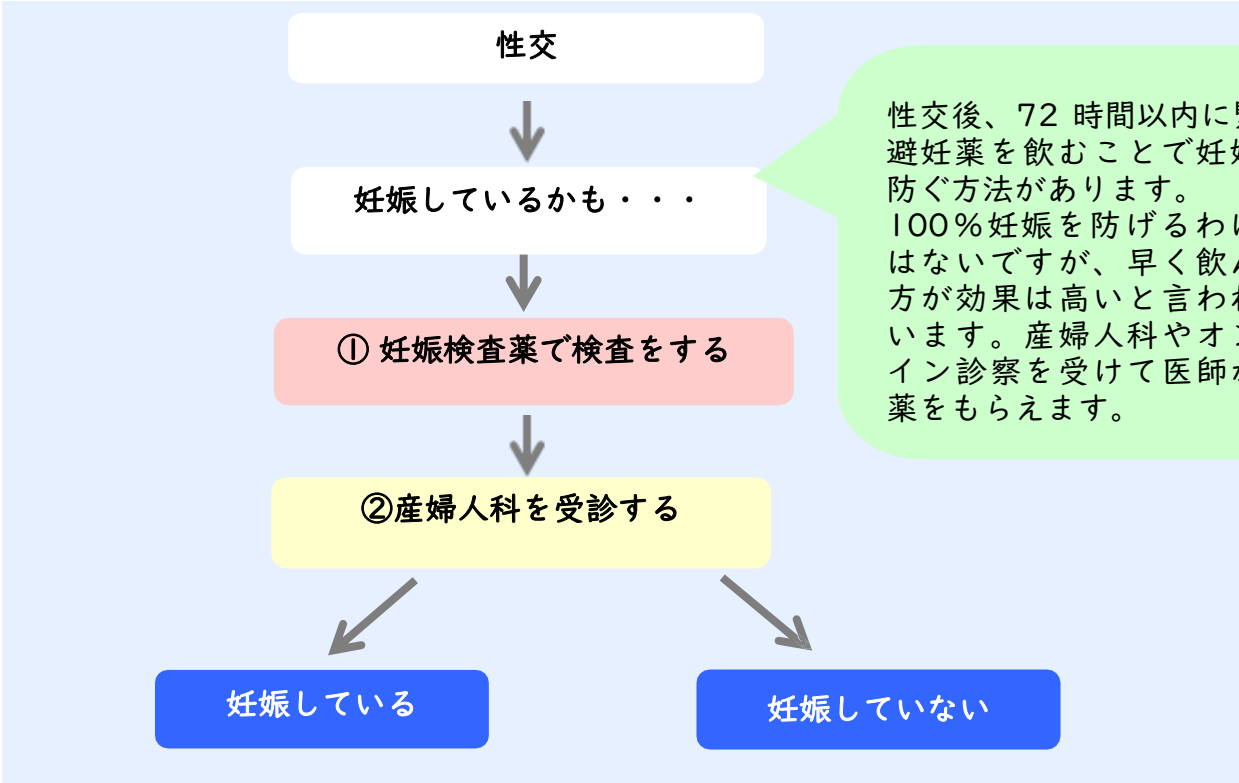 性交
妊娠しているかも・・・
① 妊娠検査薬で検査をする
②産婦人科を受診する
妊娠している
妊娠していない
性交後、72 時間以内に
避妊薬を飲むことで妊
防ぐ方法があります。
100%妊娠を防げるわ
はないですが、早く飲
方が効果は高いと言わ
います。産婦人科やオ
イン診察を受けて医師
薬をもらえます。